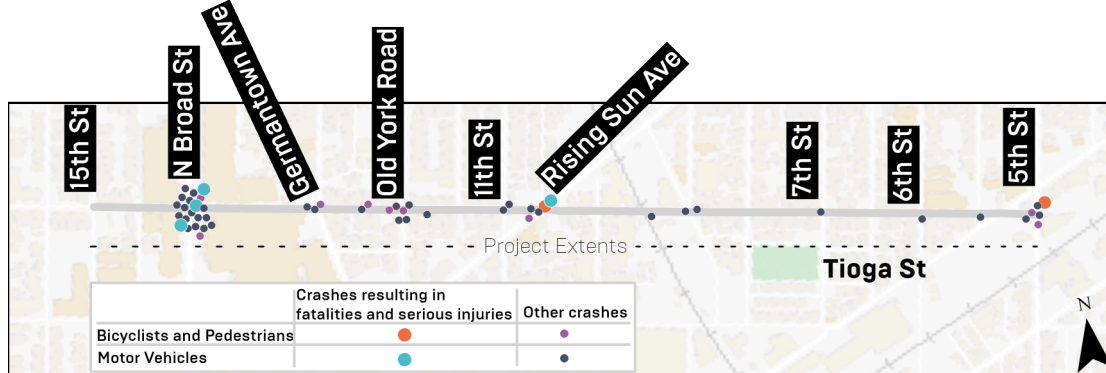 15th St
N Broad St
Germantown Ave
Old York Road
11th St
Rising Sun Ave
7th St
6th St
5th St
Project Extents
Tioga St
Crashes resulting in
fatalities and serious injuries
Other crashes
Bicyclists and Pedestrians
Motor Vehicles
N